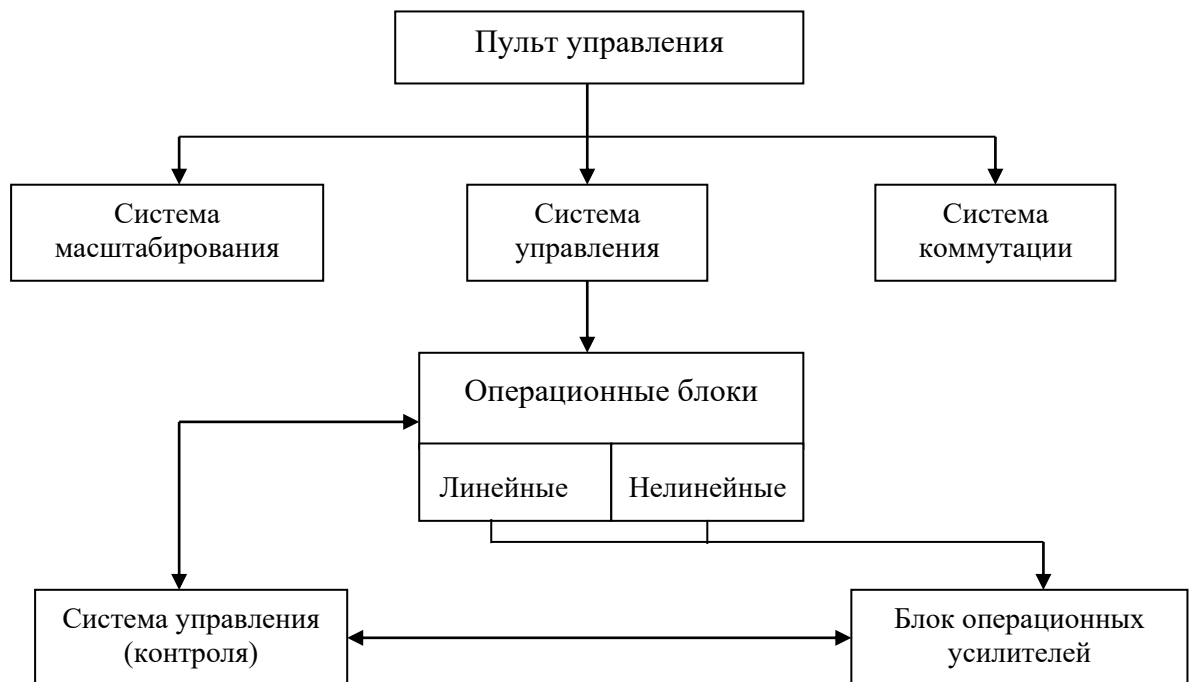 Пульт управления
Система
масштабирования
Система
управления
Система
коммутации
Операционные блоки
Линейные
Нелинейные
Система управления
(контроля)
Блок операционных
усилителей